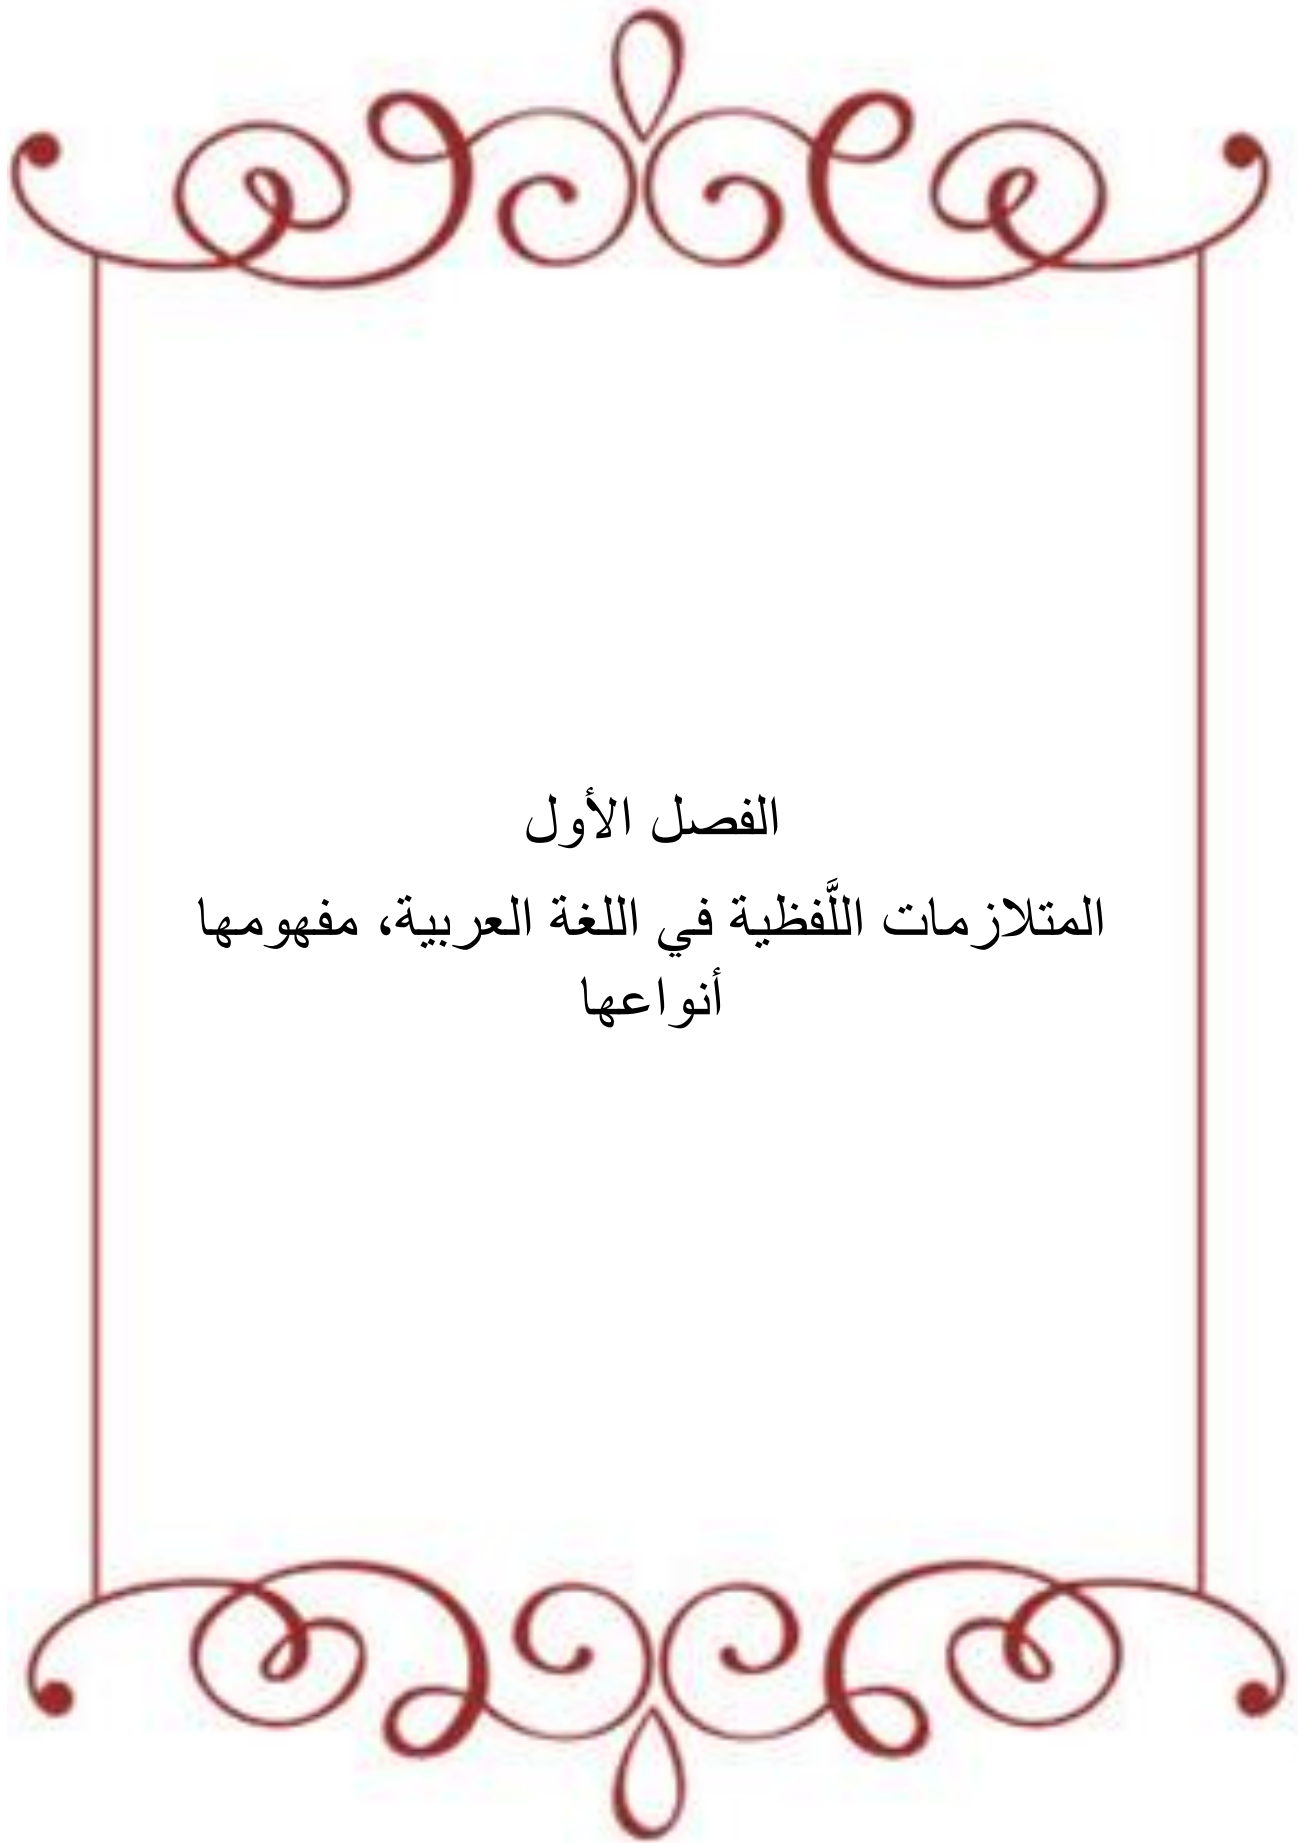 الفصل الأول
المتلازمات اللَّفظية في اللغة العربية، مفهومها
أنواعها